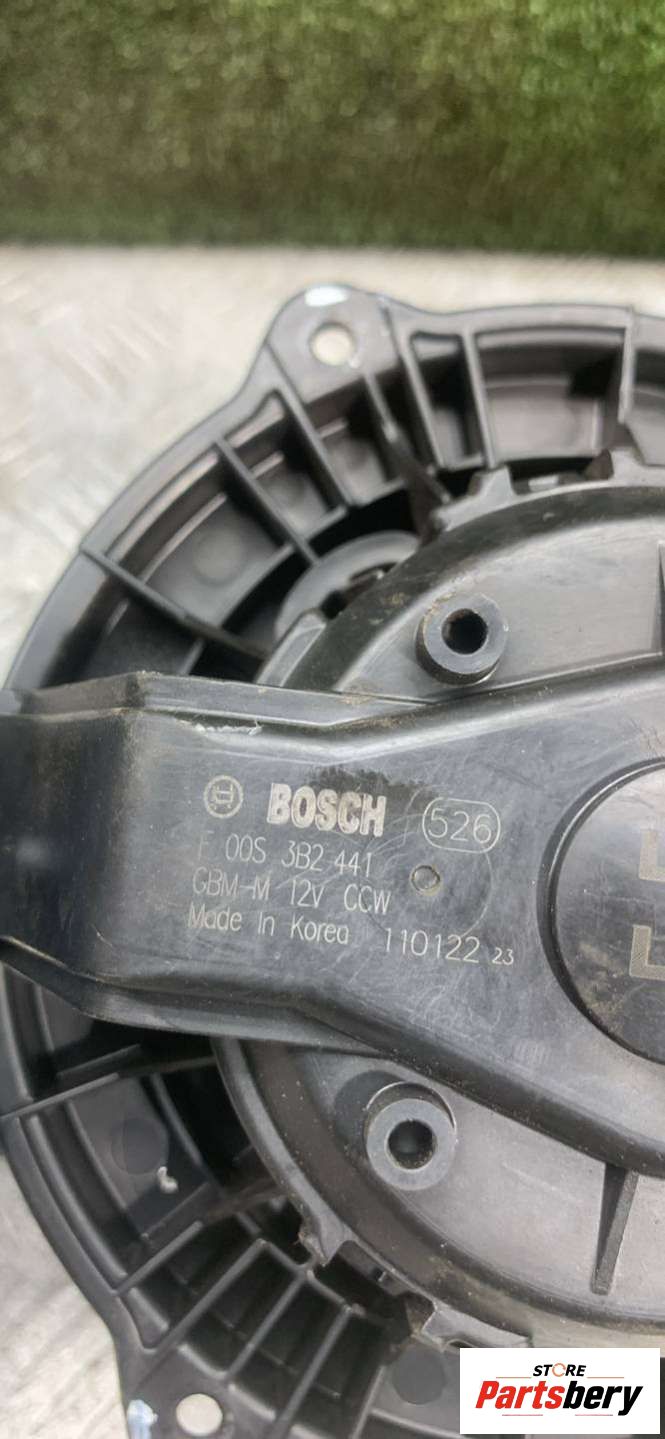 BOSCH 526
F 00S 3B2 441
GBM-M 12V CCW
Made In Korea 110122 23
STORE
Partsbery